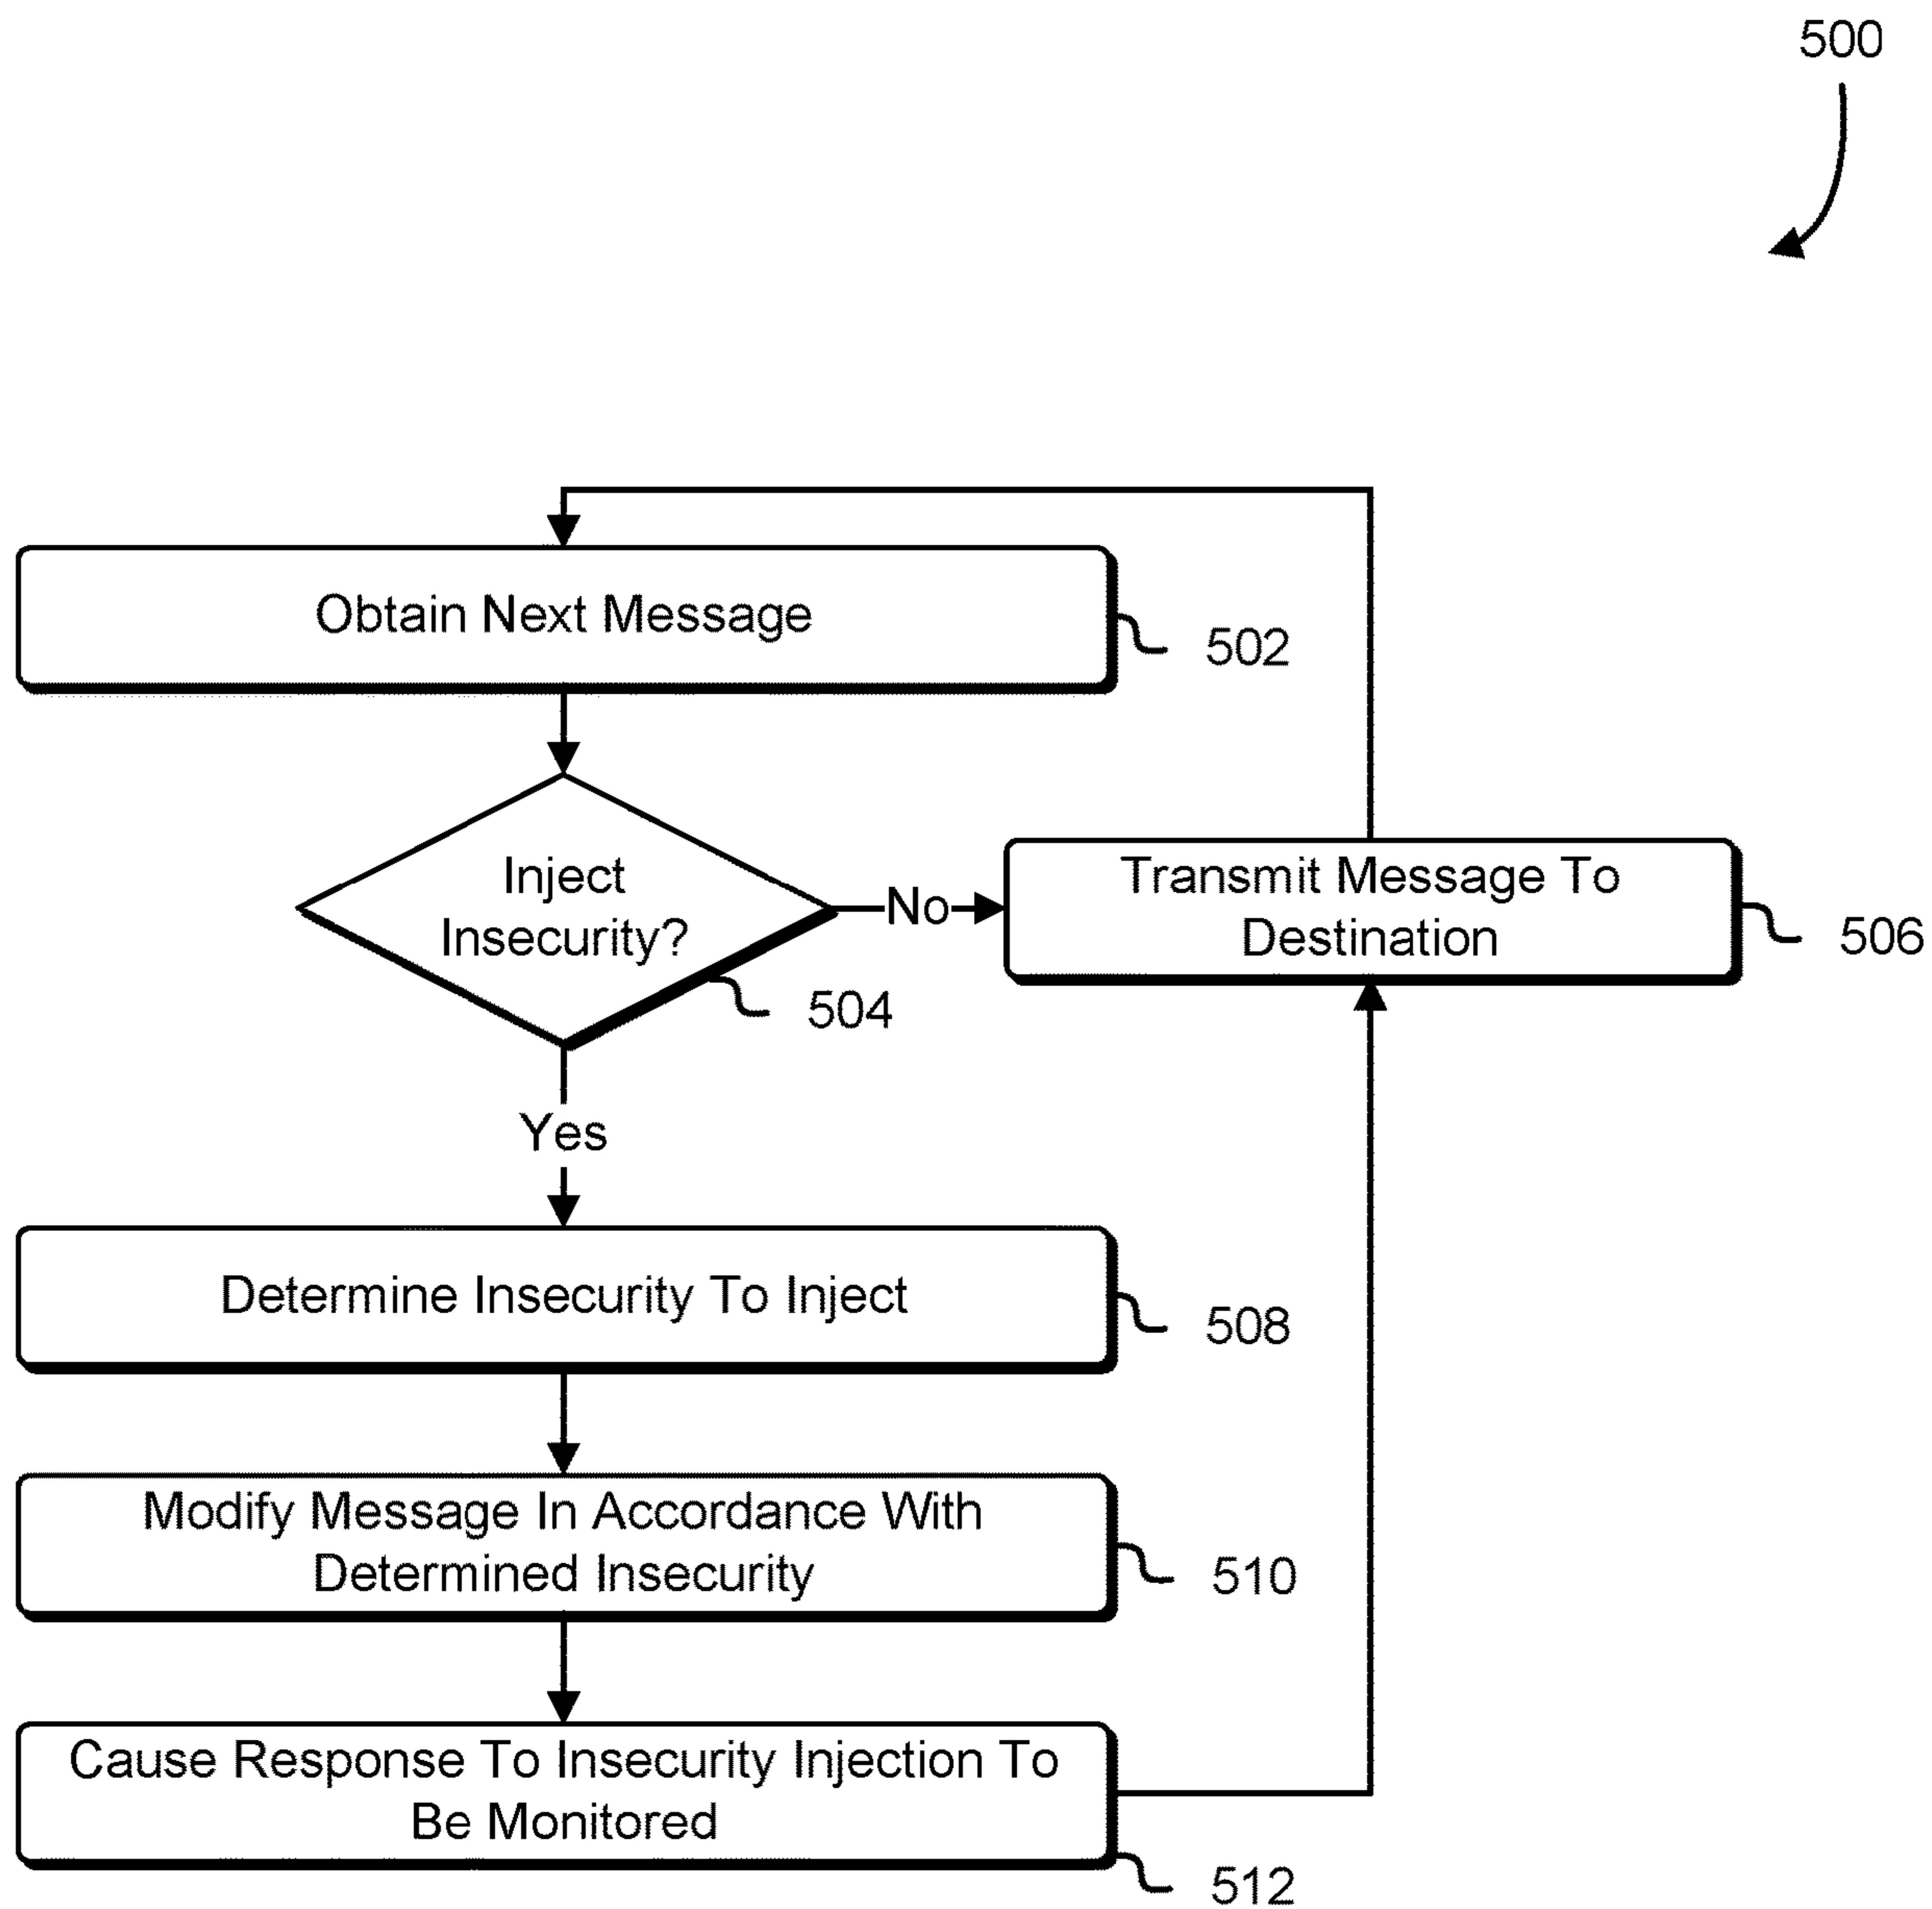 500
Obtain Next Message
502
Inject
Insecurity?
504
No
Transmit Message To
Destination
506
Yes
Determine Insecurity To Inject
508
Modify Message In Accordance With
Determined Insecurity
510
Cause Response To Insecurity Injection To
Be Monitored
512